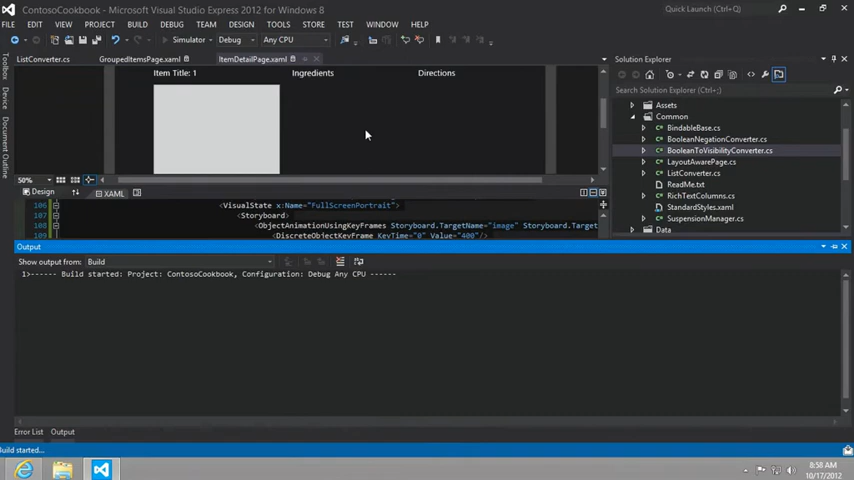 ContosoCookbook - Microsoft Visual Studio Express 2012 for Windows 8
Quick Launch (Ctrl+;)
FILE EDIT VIEW PROJECT BUILD DEBUG TEAM DESIGN TOOLS STORE TEST WINDOW HELP
Simulator Debug Any CPU
ListConverter.cs GroupedItemsPage.xaml ItemDetailPage.xaml
Solution Explorer
Toolbox
Device
Document Outline
Item Title: 1 Ingredients Directions
Search Solution Explorer (Ctrl+;)
Assets
Common
BindableBase.cs
BooleanNegationConverter.cs
BooleanToVisibilityConverter.cs
LayoutAwarePage.cs
ListConverter.cs
ReadMe.txt
RichTextColumns.cs
StandardStyles.xaml
SuspensionManager.cs
Data
50%
Design XAML
106 <VisualState x:Name="FullScreenPortrait">
107 <Storyboard>
108 <ObjectAnimationUsingKeyFrames Storyboard.TargetName="image" Storyboard.Target
109 <DiscreteObjectKeyFrame KeyTime="0" Value="400"/>
Output
Show output from: Build
1>------ Build started: Project: ContosoCookbook, Configuration: Debug Any CPU ------
Error List Output
Build started...
8:58 AM
10/17/2012